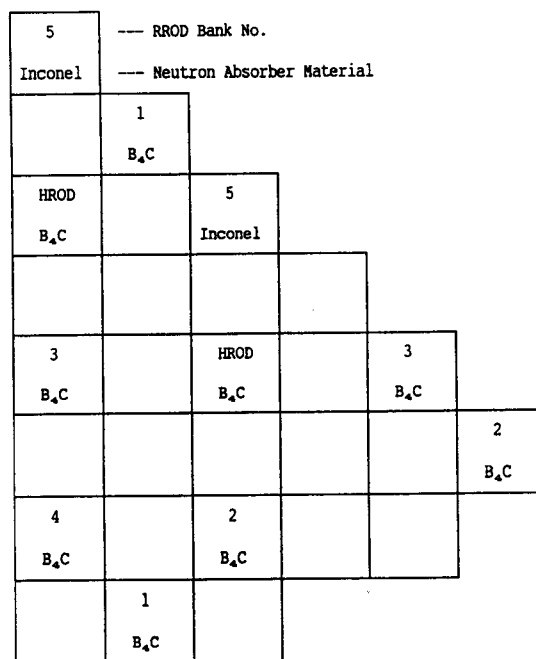 5 --- RROD Bank No.
Inconel --- Neutron Absorber Material
1
B₄C
HROD 5
B₄C Inconel
3 HROD 3
B₄C B₄C B₄C
2
B₄C
4 2
B₄C B₄C
1
B₄C